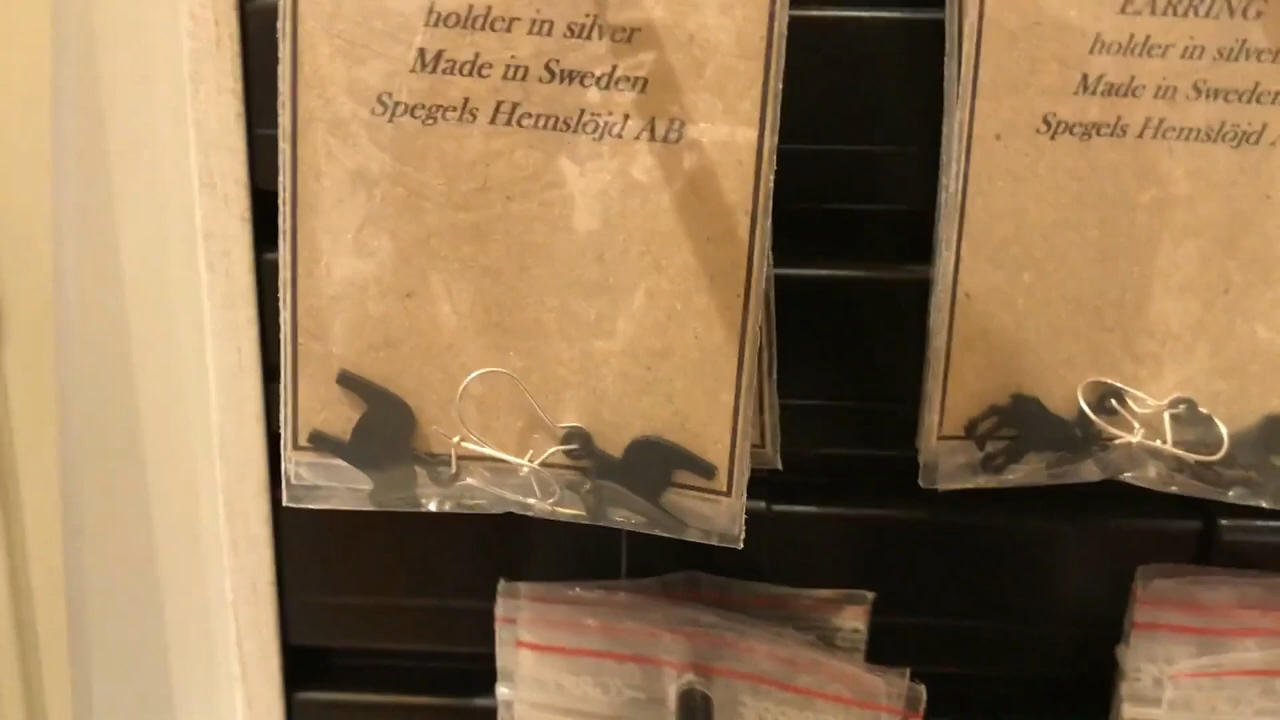 holder in silver
Made in Sweden
Spegels Hemslöjd AB
EARRING
holder in silver
Made in Sweden
Spegels Hemslöjd